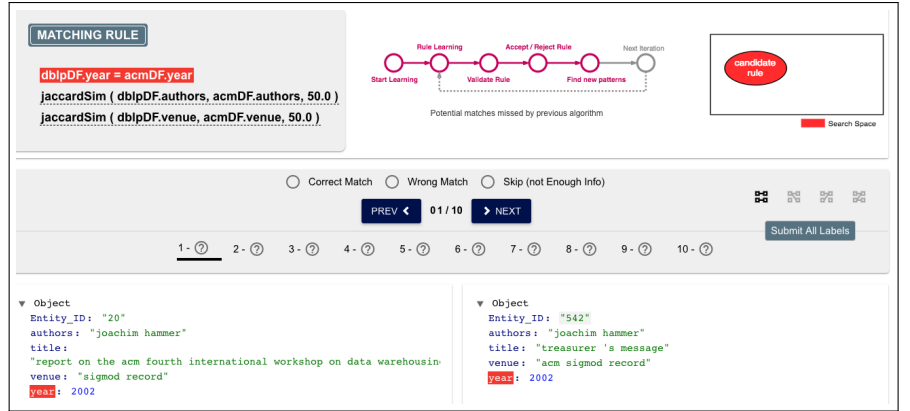 MATCHING RULE
dblpDF.year = acmDF.year
jaccardSim ( dblpDF.authors, acmDF.authors, 50.0 )
jaccardSim ( dblpDF.venue, acmDF.venue, 50.0 )
Rule Learning Accept / Reject Rule Next Iteration
Start Learning Validate Rule Find new patterns
Potential matches missed by previous algorithm
candidate
rule
Search Space
Correct Match Wrong Match Skip (not Enough Info)
PREV 01 / 10 NEXT
Submit All Labels
1 - ? 2 - ? 3 - ? 4 - ? 5 - ? 6 - ? 7 - ? 8 - ? 9 - ? 10 - ?
Object
Entity_ID: "20"
authors: "joachim hammer"
title:
"report on the acm fourth international workshop on data warehousing
venue: "sigmod record"
year: 2002
Object
Entity_ID: "542"
authors: "joachim hammer"
title: "treasurer 's message"
venue: "acm sigmod record"
year: 2002